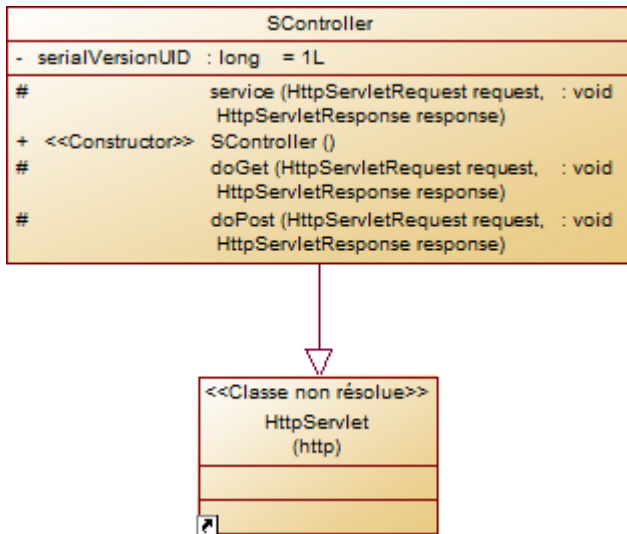 SController
- serialVersionUID : long = 1L
# service (HttpServletRequest request, : void
HttpServletResponse response)
+ <<Constructor>> SController ()
# doGet (HttpServletRequest request, : void
HttpServletResponse response)
# doPost (HttpServletRequest request, : void
HttpServletResponse response)
<<Classe non résolue>>
HttpServlet
(http)